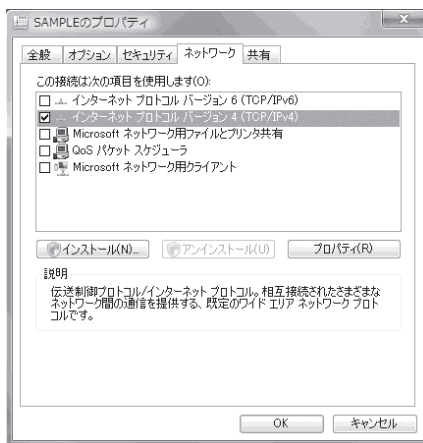 SAMPLEのプロパティ
全般 オプション セキュリティ ネットワーク 共有
この接続は次の項目を使用します(O):
インターネット プロトコル バージョン 6 (TCP/IPv6)
インターネット プロトコル バージョン 4 (TCP/IPv4)
Microsoft ネットワーク用ファイルとプリンタ共有
QoS パケット スケジューラ
Microsoft ネットワーク用クライアント
インストール(N)... アンインストール(U) プロパティ(R)
説明
伝送制御プロトコル/インターネット プロトコル。相互接続されたさまざまな
ネットワーク間の通信を提供する、既定のワイド エリア ネットワーク プロト
コルです。
OK キャンセル